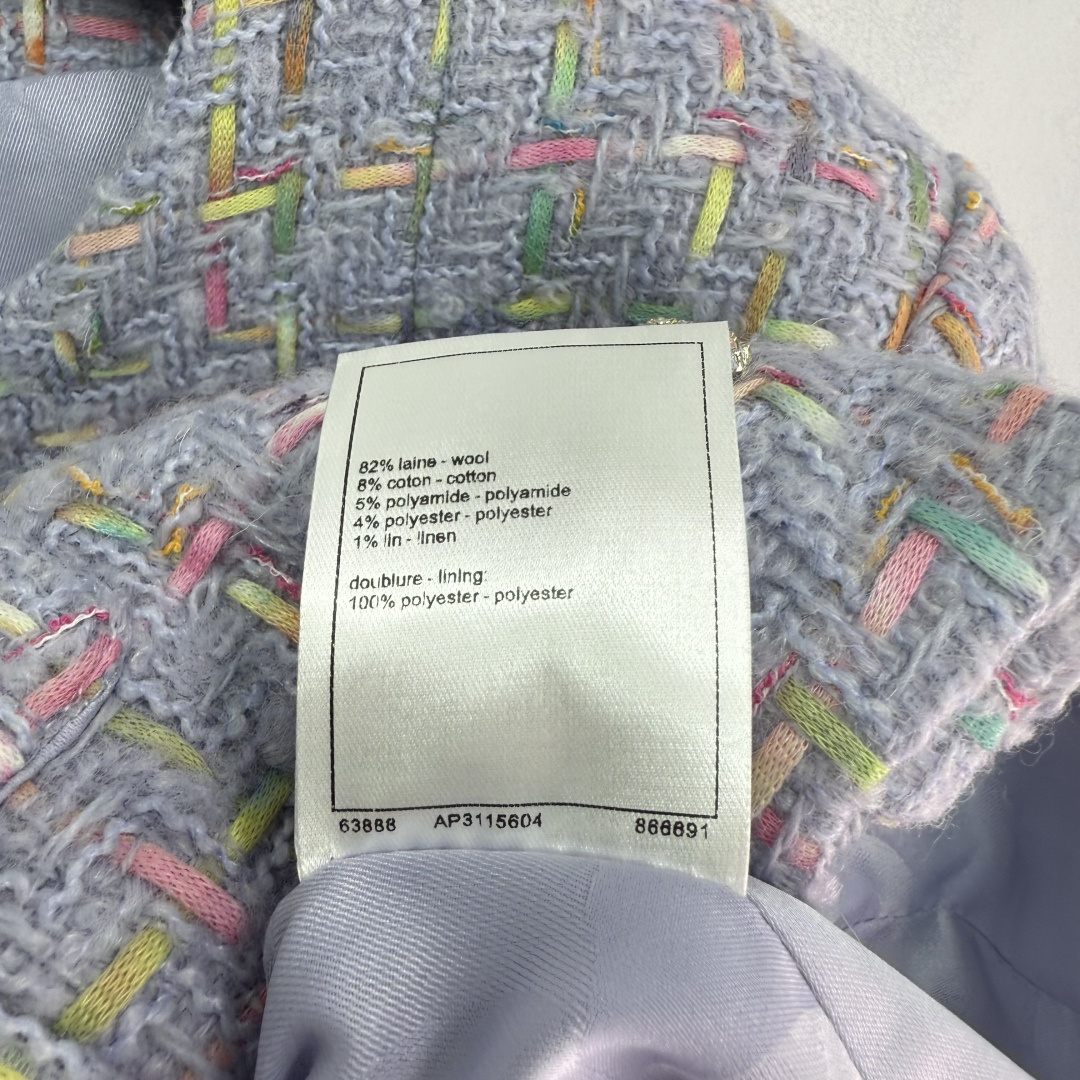 82% laine - wool
8% coton - cotton
5% polyamide - polyamide
4% polyester - polyester
1% lin - linen
doublure - lining:
100% polyester - polyester
63888 AP3115604 866891